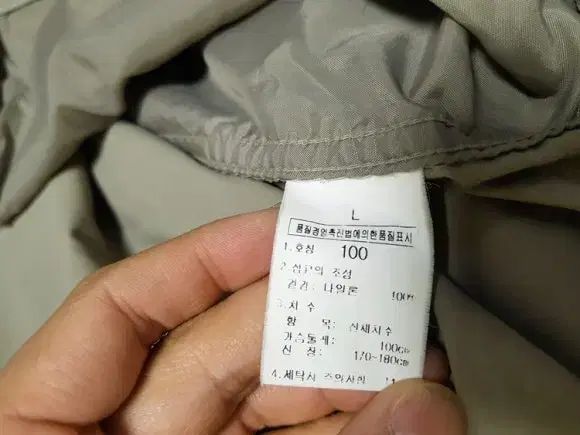 L
품질경영촉진법에의한품질표시
1. 호칭 100
2. 섬유의 조성
겉감: 나일론 100%
3. 치 수
항 목: 신체치수
가슴둘레: 100cm
신 장: 170~180cm
4. 세탁시 주의사항